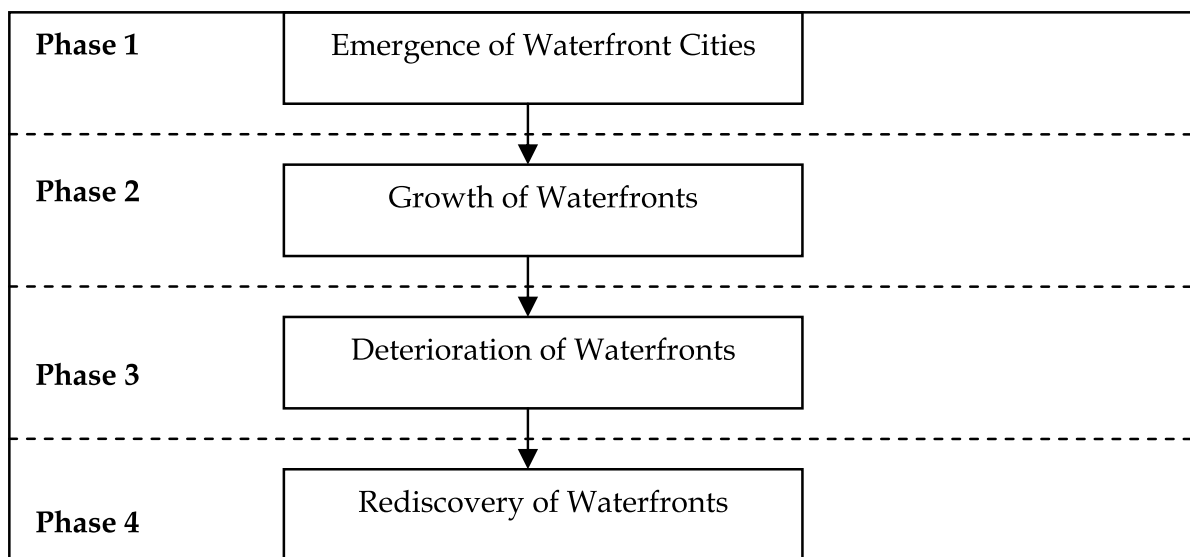 Phase 1
Emergence of Waterfront Cities
Phase 2
Growth of Waterfronts
Phase 3
Deterioration of Waterfronts
Phase 4
Rediscovery of Waterfronts